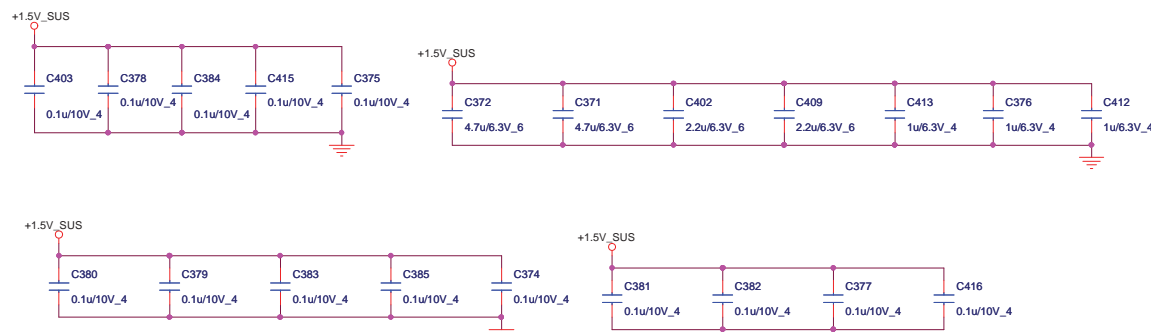 +1.5V_SUS
C403
C378
C384
C415
C375
0.1u/10V_4
0.1u/10V_4
0.1u/10V_4
0.1u/10V_4
0.1u/10V_4
+1.5V_SUS
C372
C371
C402
C409
C413
C376
C412
4.7u/6.3V_6
4.7u/6.3V_6
2.2u/6.3V_6
2.2u/6.3V_6
1u/6.3V_4
1u/6.3V_4
1u/6.3V_4
+1.5V_SUS
C380
C379
C383
C385
C374
0.1u/10V_4
0.1u/10V_4
0.1u/10V_4
0.1u/10V_4
0.1u/10V_4
+1.5V_SUS
C381
C382
C377
C416
0.1u/10V_4
0.1u/10V_4
0.1u/10V_4
0.1u/10V_4